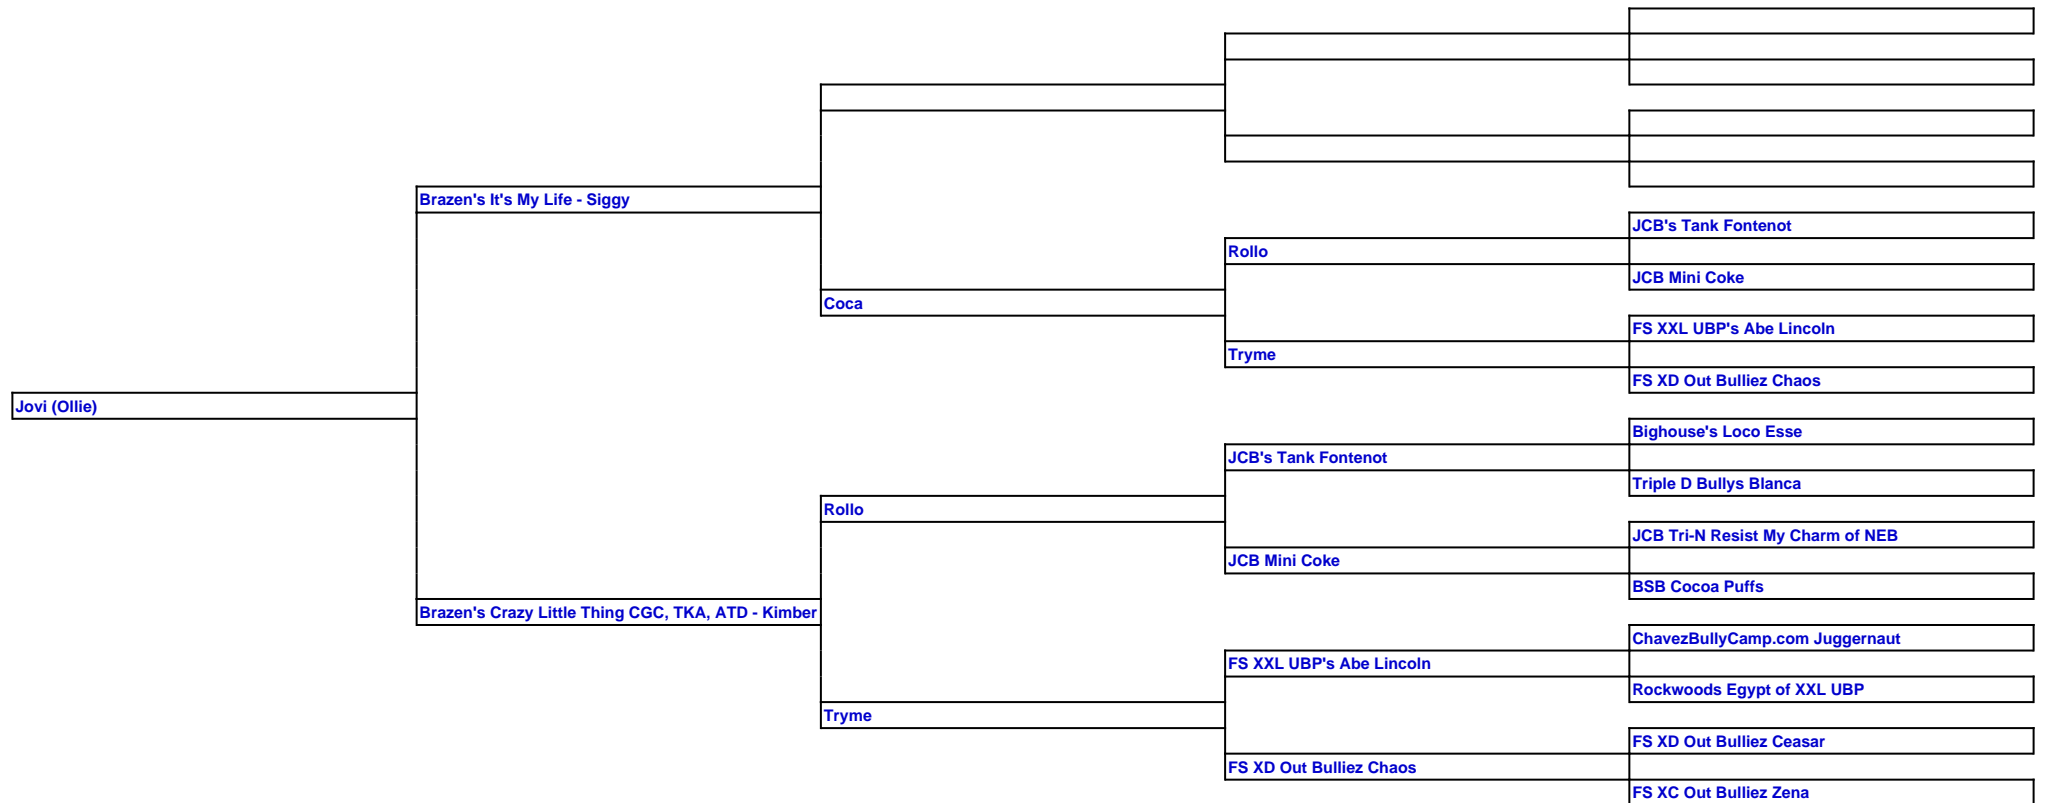 Brazen's It's My Life - Siggy
JCB's Tank Fontenot
Rollo
JCB Mini Coke
Coca
FS XXL UBP's Abe Lincoln
Tryme
FS XD Out Bulliez Chaos
Jovi (Ollie)
Bighouse's Loco Esse
JCB's Tank Fontenot
Triple D Bullys Blanca
Rollo
JCB Tri-N Resist My Charm of NEB
JCB Mini Coke
BSB Cocoa Puffs
Brazen's Crazy Little Thing CGC, TKA, ATD - Kimber
ChavezBullyCamp.com Juggernaut
FS XXL UBP's Abe Lincoln
Rockwoods Egypt of XXL UBP
Tryme
FS XD Out Bulliez Ceasar
FS XD Out Bulliez Chaos
FS XC Out Bulliez Zena